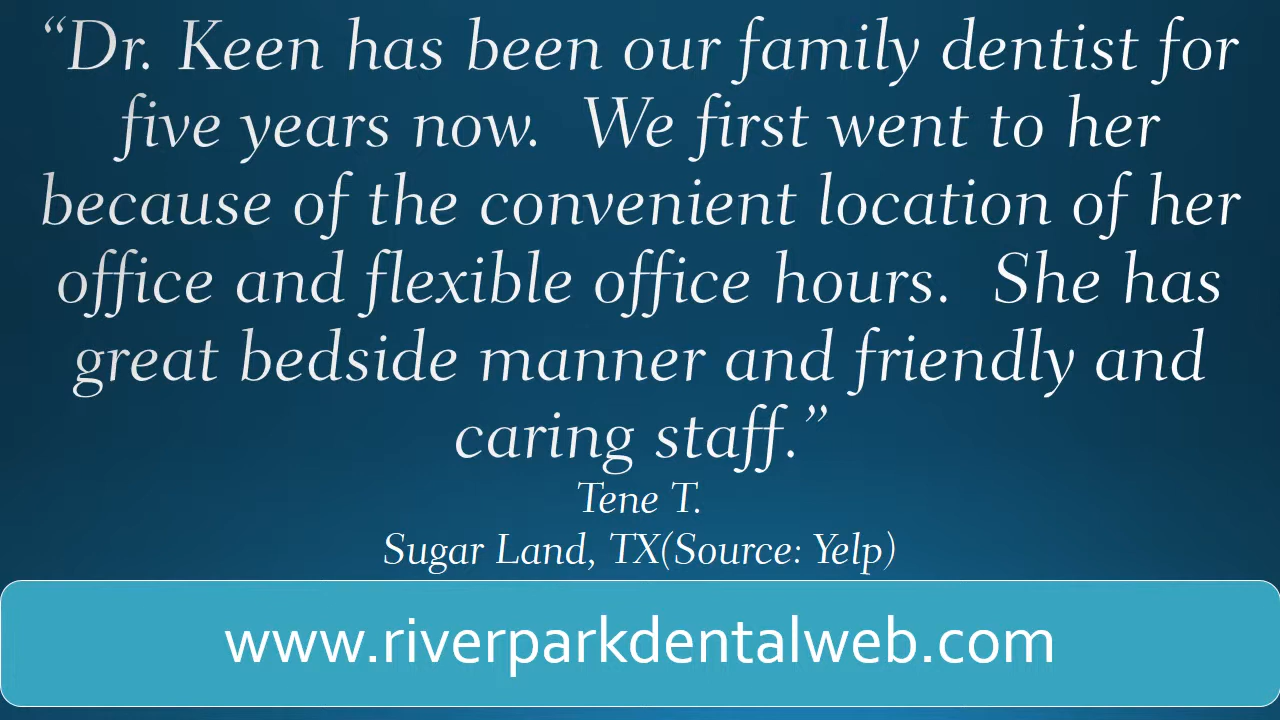 “Dr. Keen has been our family dentist for
five years now.  We first went to her
because of the convenient location of her
office and flexible office hours.  She has
great bedside manner and friendly and
caring staff.”
Tene T.
Sugar Land, TX(Source: Yelp)
www.riverparkdentalweb.com